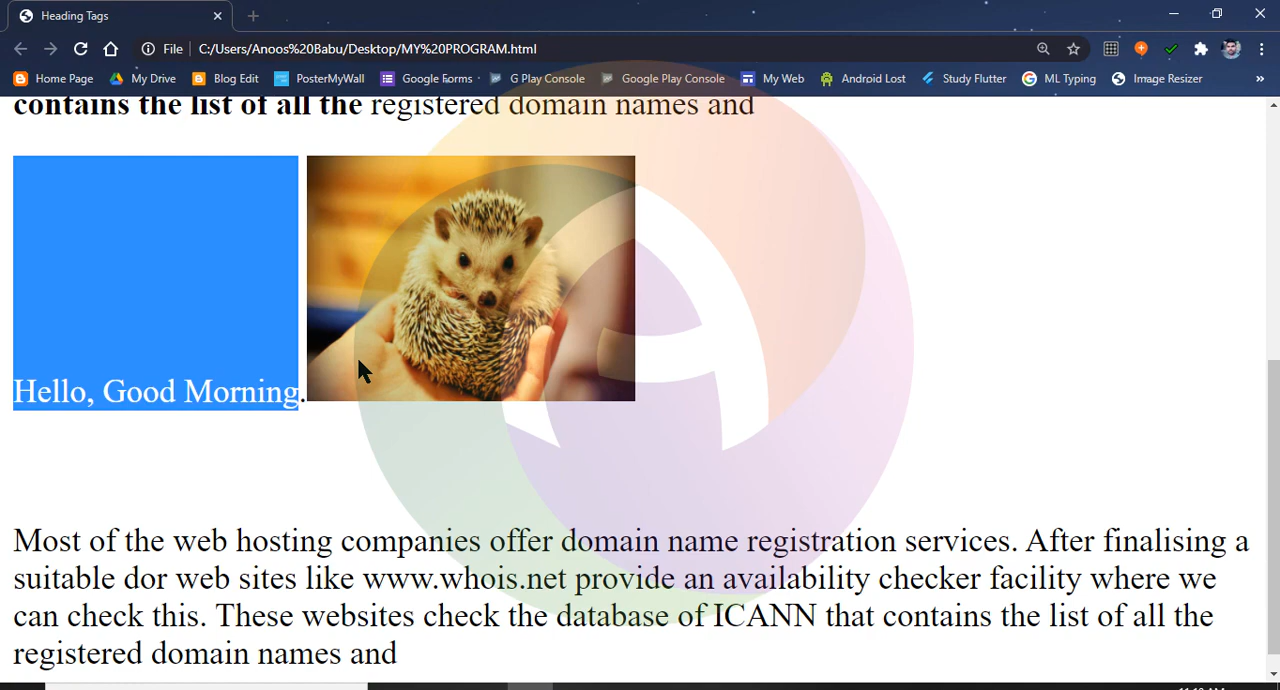 Heading Tags
File C:/Users/Anoos%20Babu/Desktop/MY%20PROGRAM.html
Home Page My Drive Blog Edit PosterMyWall Google Forms G Play Console Google Play Console My Web Android Lost Study Flutter ML Typing Image Resizer »
contains the list of all the registered domain names and
Hello, Good Morning.
Most of the web hosting companies offer domain name registration services. After finalising a
suitable dor web sites like www.whois.net provide an availability checker facility where we
can check this. These websites check the database of ICANN that contains the list of all the
registered domain names and